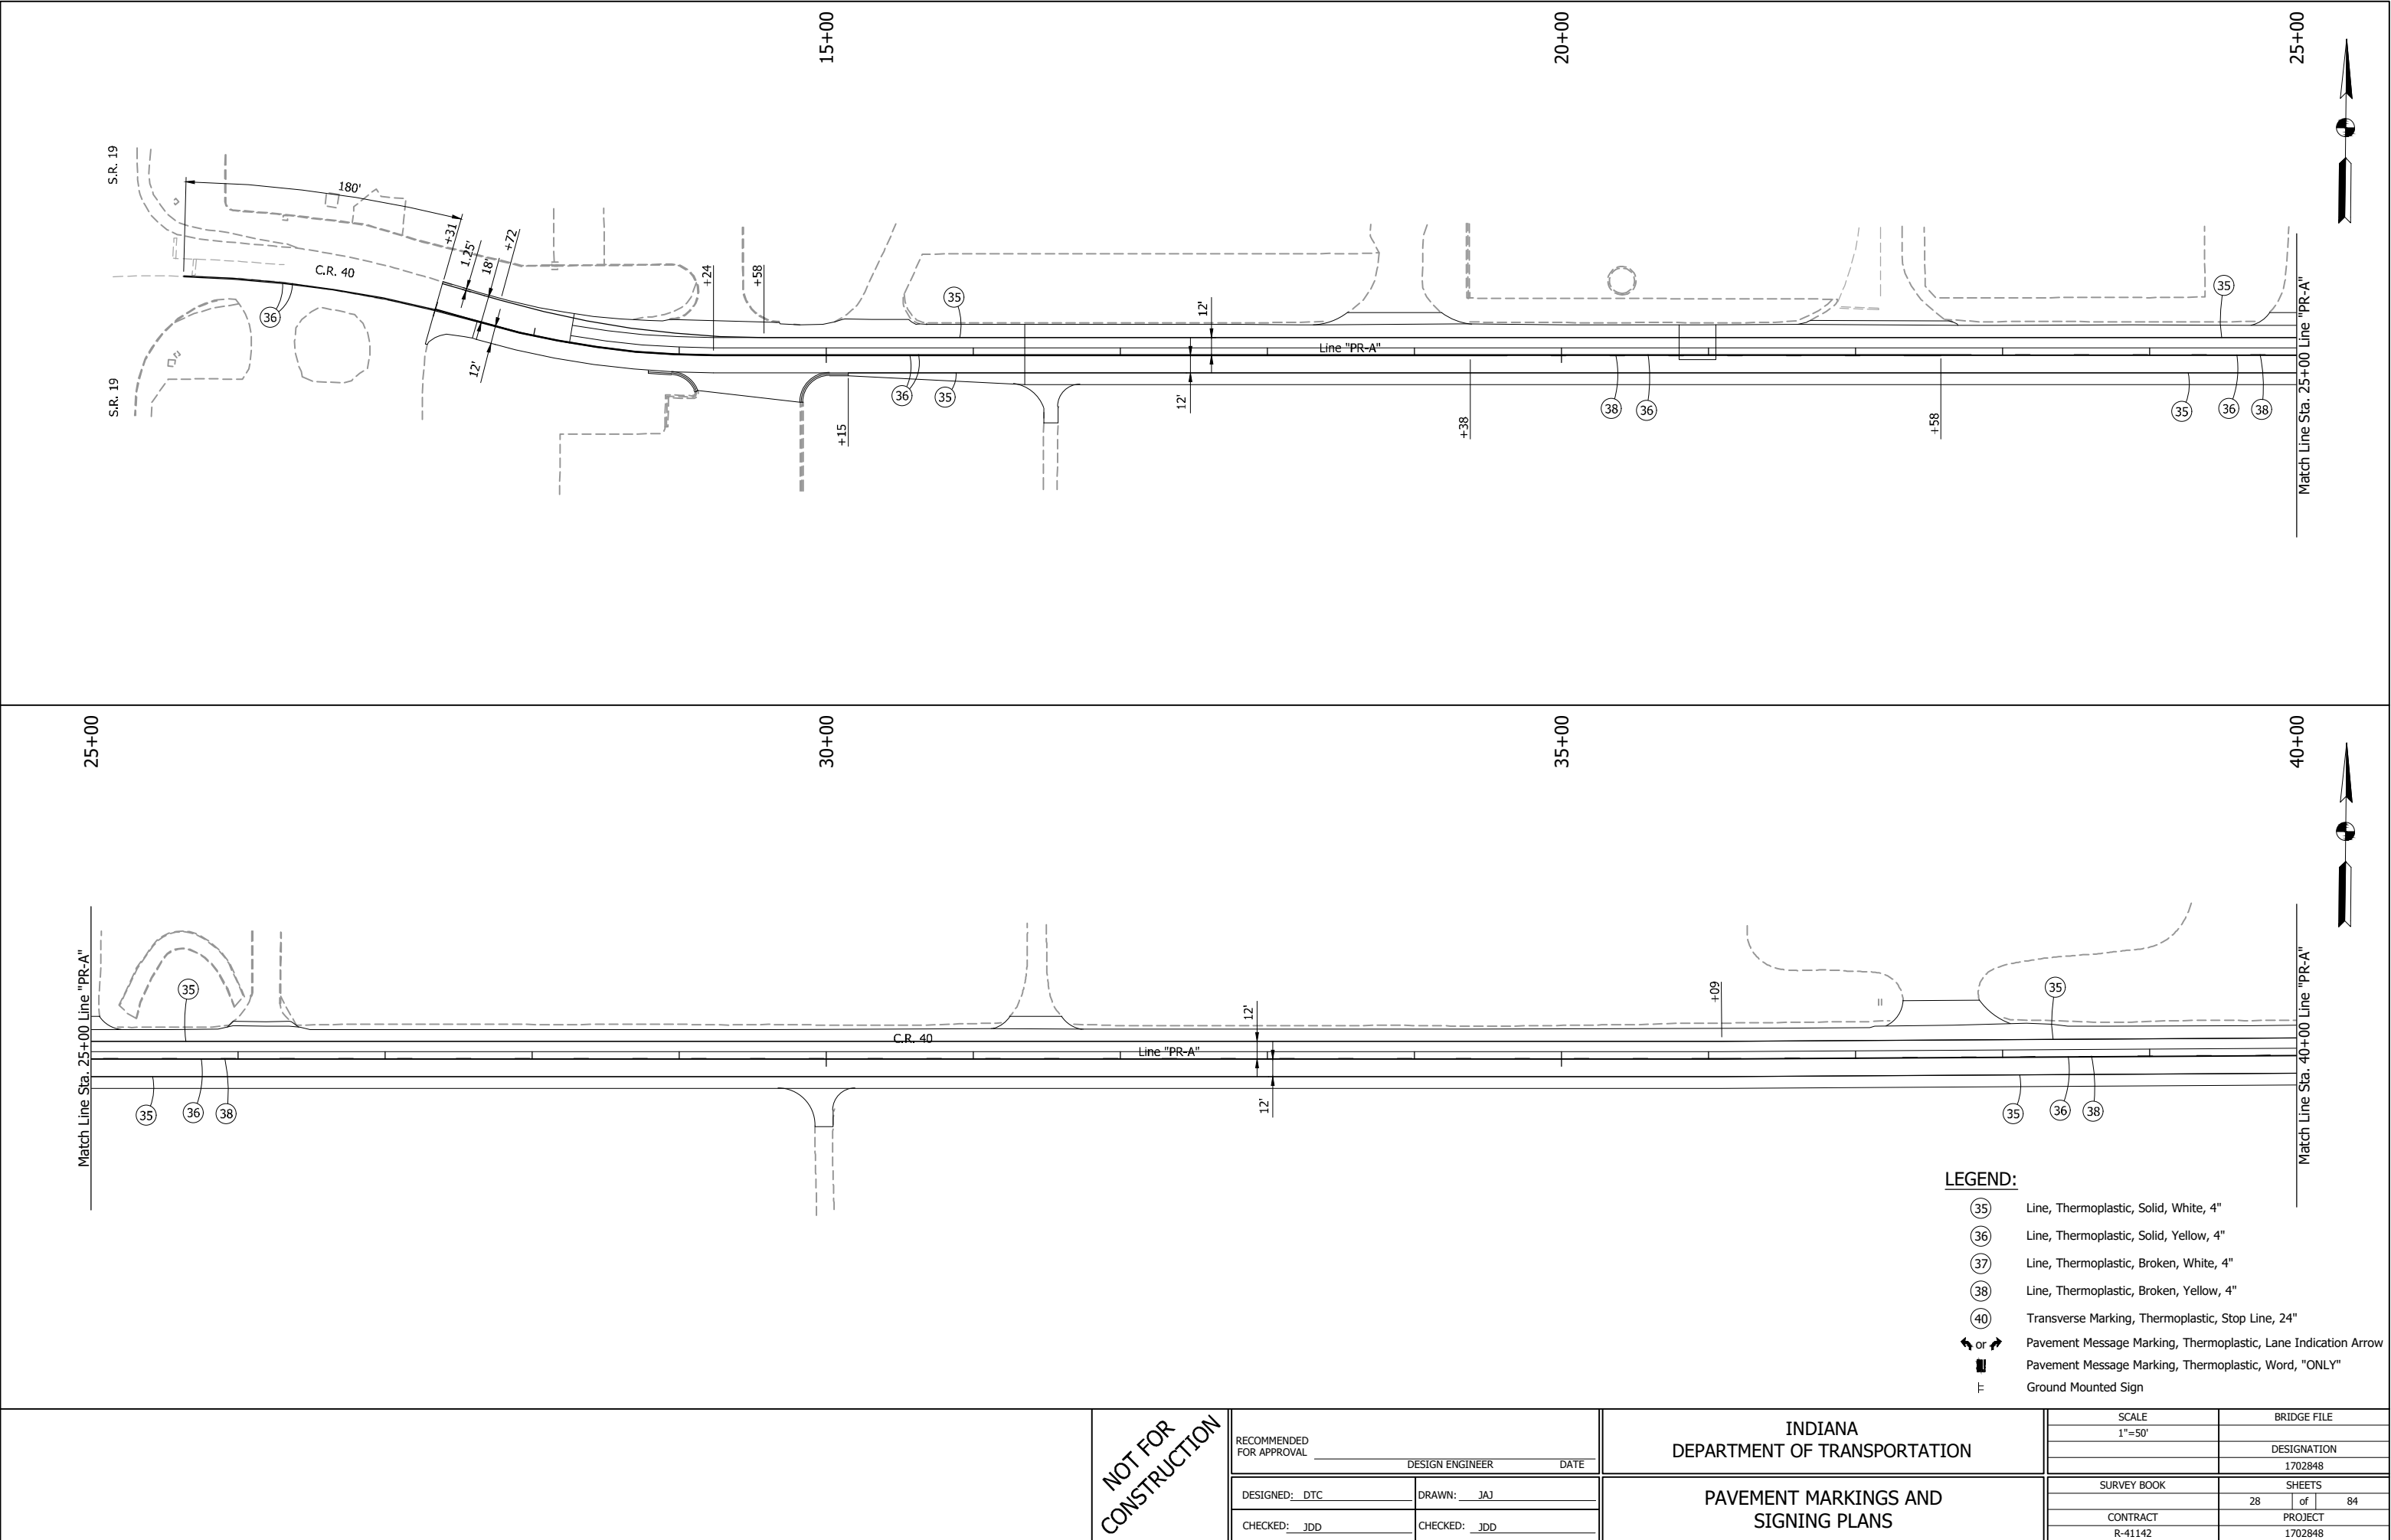 15+00
20+00
25+00
S.R. 19
180'
+31
1.25'
18'
+72
C.R. 40
36
12'
+24
+58
35
12'
Line "PR-A"
35
S.R. 19
36
35
+15
12'
+38
38
36
+58
35
36
38
Match Line Sta. 25+00 Line "PR-A"
25+00
30+00
35+00
40+00
Match Line Sta. 25+00 Line "PR-A"
35
35
36
38
C.R. 40
Line "PR-A"
12'
12'
+09
35
35
36
38
Match Line Sta. 40+00 Line "PR-A"
LEGEND:
35 Line, Thermoplastic, Solid, White, 4"
36 Line, Thermoplastic, Solid, Yellow, 4"
37 Line, Thermoplastic, Broken, White, 4"
38 Line, Thermoplastic, Broken, Yellow, 4"
40 Transverse Marking, Thermoplastic, Stop Line, 24"
or Pavement Message Marking, Thermoplastic, Lane Indication Arrow
Pavement Message Marking, Thermoplastic, Word, "ONLY"
Ground Mounted Sign
NOT FOR
CONSTRUCTION
RECOMMENDED
FOR APPROVAL
DESIGN ENGINEER DATE
DESIGNED: DTC DRAWN: JAJ
CHECKED: JDD CHECKED: JDD
INDIANA
DEPARTMENT OF TRANSPORTATION
PAVEMENT MARKINGS AND
SIGNING PLANS
SCALE BRIDGE FILE
1"=50'
DESIGNATION
1702848
SURVEY BOOK SHEETS
28 of 84
CONTRACT PROJECT
R-41142 1702848